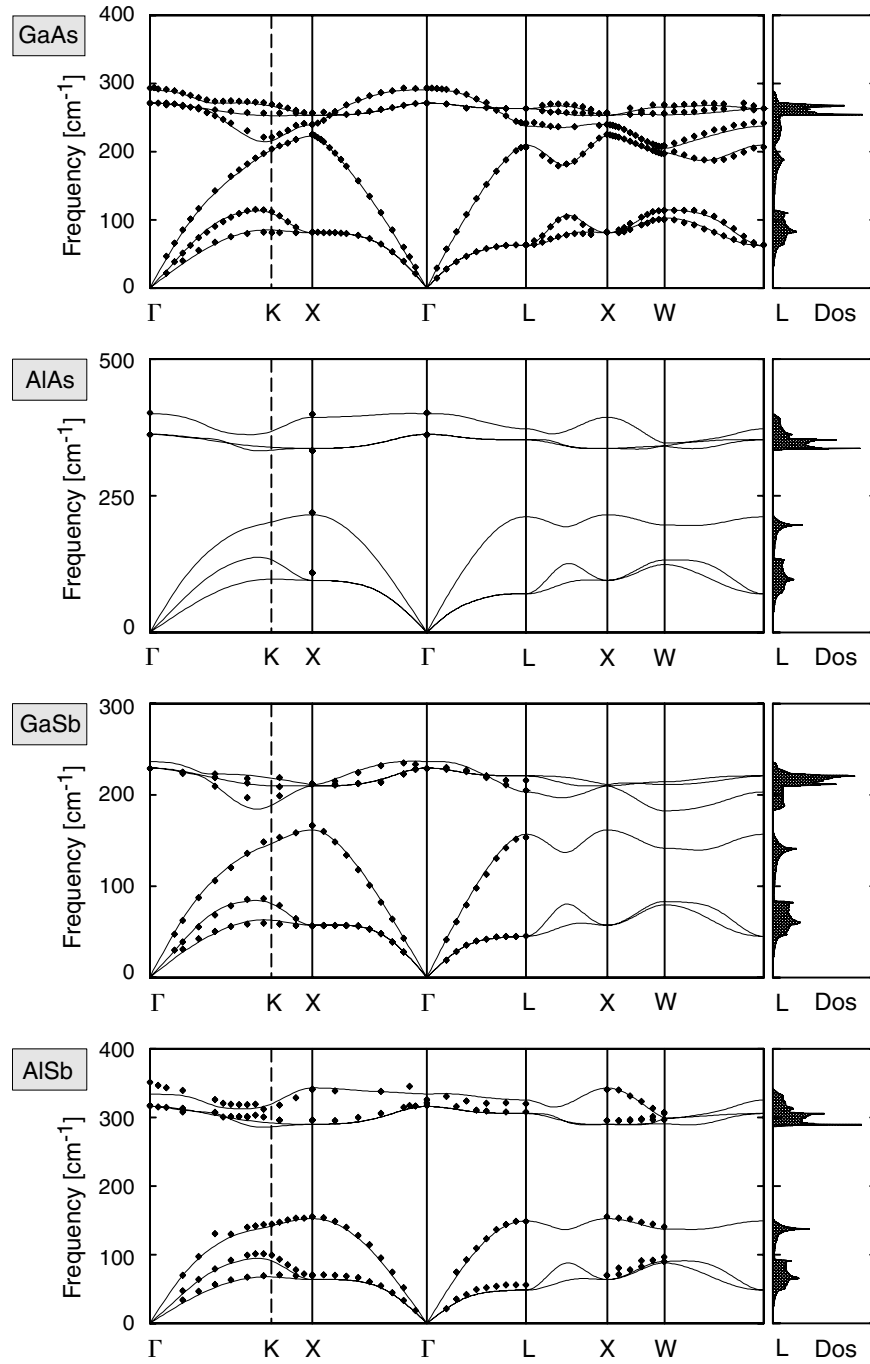 GaAs
Frequency [cm-1]
400
300
200
100
0
Γ K X Γ L X W L Dos
AlAs
Frequency [cm-1]
500
250
0
Γ K X Γ L X W L Dos
GaSb
Frequency [cm-1]
300
200
100
0
Γ K X Γ L X W L Dos
AlSb
Frequency [cm-1]
400
300
200
100
0
Γ K X Γ L X W L Dos